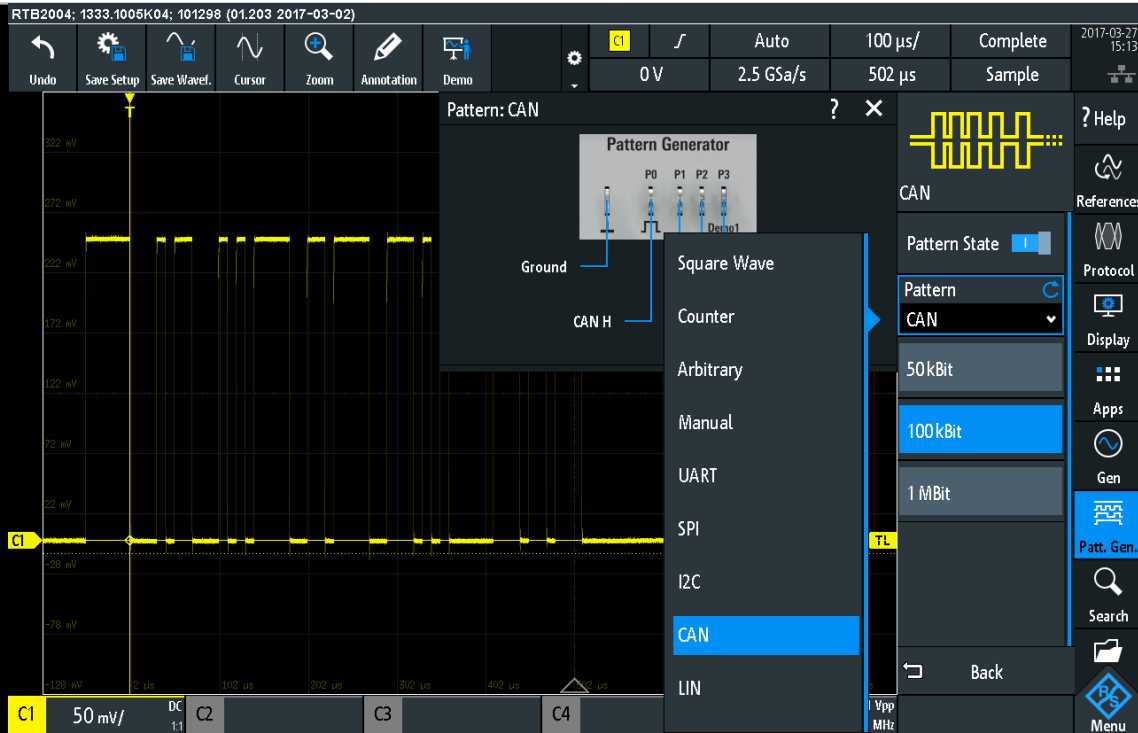 RTB2004; 1333.1005K04; 101298 (01.203 2017-03-02)
Undo
Save Setup
Save Wavef.
Cursor
Zoom
Annotation
Demo
C1
Auto
100 µs/
Complete
0 V
2.5 GSa/s
502 µs
Sample
2017-03-27
15:13
Pattern: CAN
?
Pattern Generator
P0 P1 P2 P3
Demo1
Ground
CAN H
Square Wave
Counter
Arbitrary
Manual
UART
SPI
I2C
CAN
LIN
CAN
Pattern State
Pattern
CAN
50 kBit
100 kBit
1 MBit
Back
? Help
References
Protocol
Display
Apps
Gen
Patt. Gen.
Search
Menu
R&S
T
322 mV
272 mV
222 mV
172 mV
122 mV
72 mV
22 mV
-28 mV
-78 mV
-128 mV
2 µs
102 µs
202 µs
302 µs
402 µs
C1
TL
C1
50 mV/
DC
1:1
C2
C3
C4
Vpp
MHz